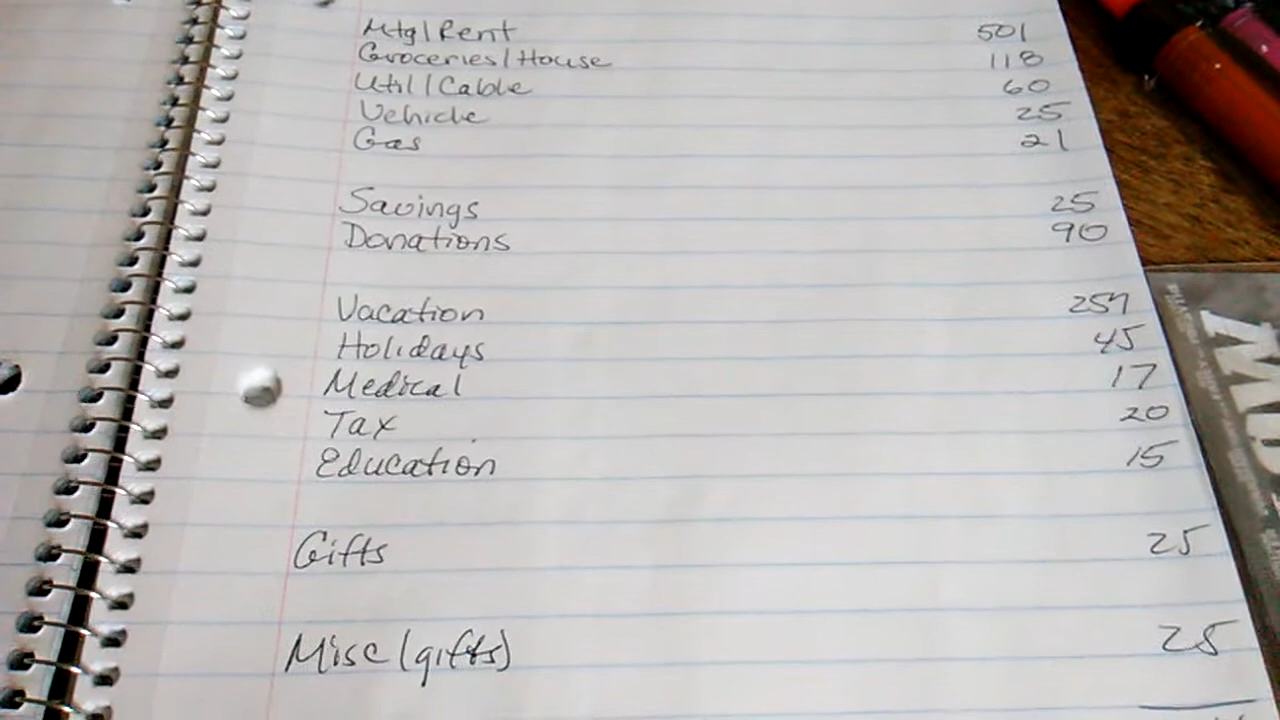 Mtg/Rent 501
Groceries/House 118
Util/Cable 60
Vehicle 25
Gas 21
Savings 25
Donations 90
Vacation 257
Holidays 45
Medical 17
Tax 20
Education 15
Gifts 25
Misc (gifts) 25